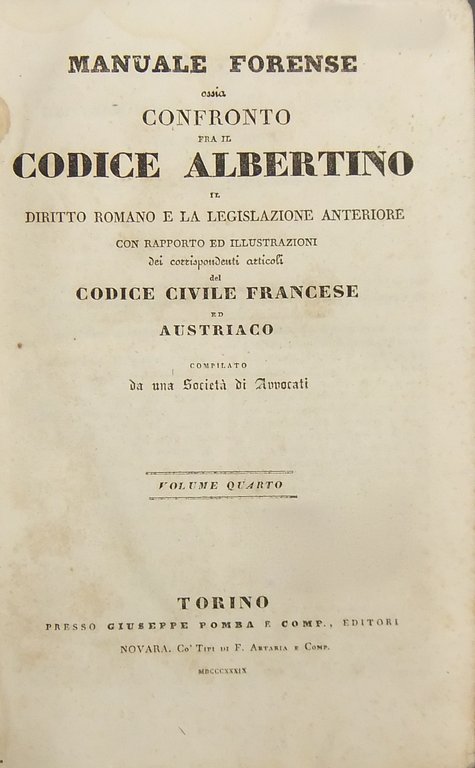 MANUALE FORENSE
ossia
CONFRONTO
FRA IL
CODICE ALBERTINO
IL
DIRITTO ROMANO E LA LEGISLAZIONE ANTERIORE
CON RAPPORTO ED ILLUSTRAZIONI
dei corrispondenti articoli
del
CODICE CIVILE FRANCESE
ED
AUSTRIACO
COMPILATO
da una Società di Avvocati
VOLUME QUARTO
TORINO
PRESSO GIUSEPPE POMBA E COMP., EDITORI
NOVARA. Co' Tipi di F. Artaria e Comp.
MDCCCXXXIX